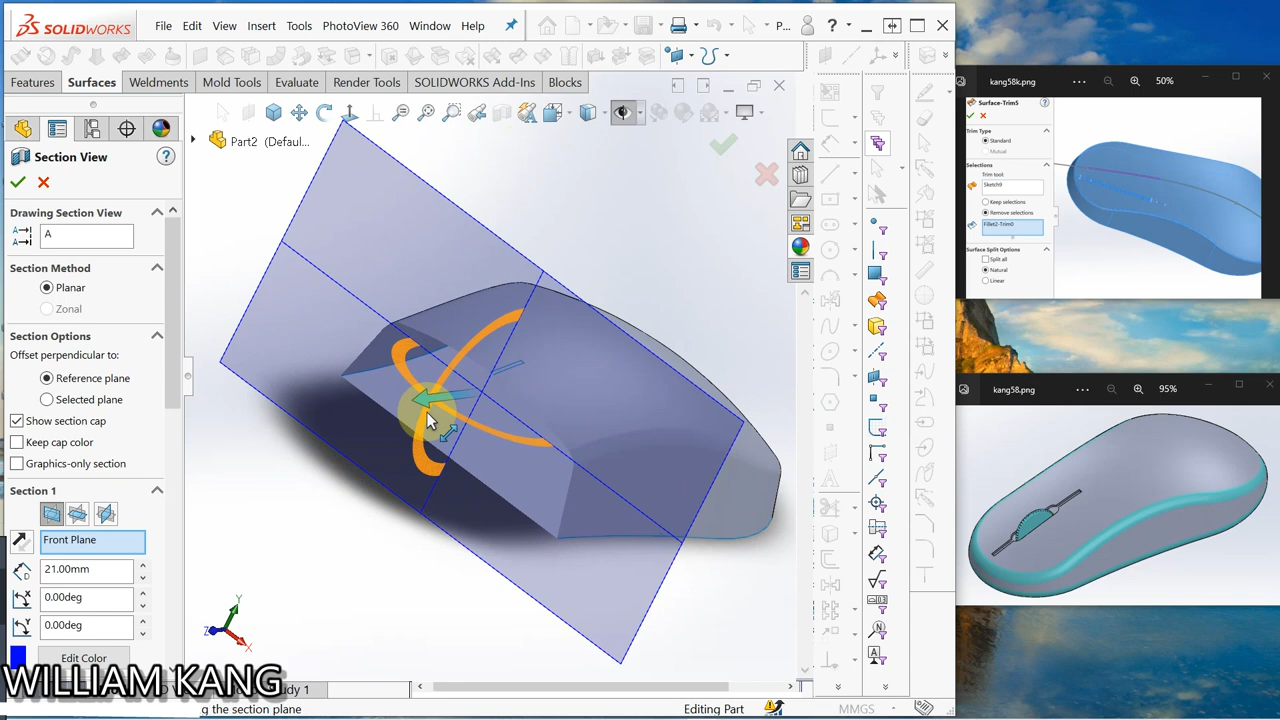 SOLIDWORKS File Edit View Insert Tools PhotoView 360 Window Help P... ?
Features Surfaces Weldments Mold Tools Evaluate Render Tools SOLIDWORKS Add-Ins Blocks
Part2 (Defaul...
Section View
Drawing Section View
A
Section Method
Planar
Zonal
Section Options
Offset perpendicular to:
Reference plane
Selected plane
Show section cap
Keep cap color
Graphics-only section
Section 1
Front Plane
21.00mm
0.00deg
0.00deg
Edit Color
Y
Z
X
WILLIAM KANG
udy 1
g the section plane
Editing Part
MMGS
kang58k.png
50%
Surface-Trim5
Trim Type
Standard
Mutual
Selections
Trim tool:
Sketch9
Keep selections
Remove selections
Fillet2-Trim0
Surface Split Options
Split all
Natural
Linear
kang58.png
95%